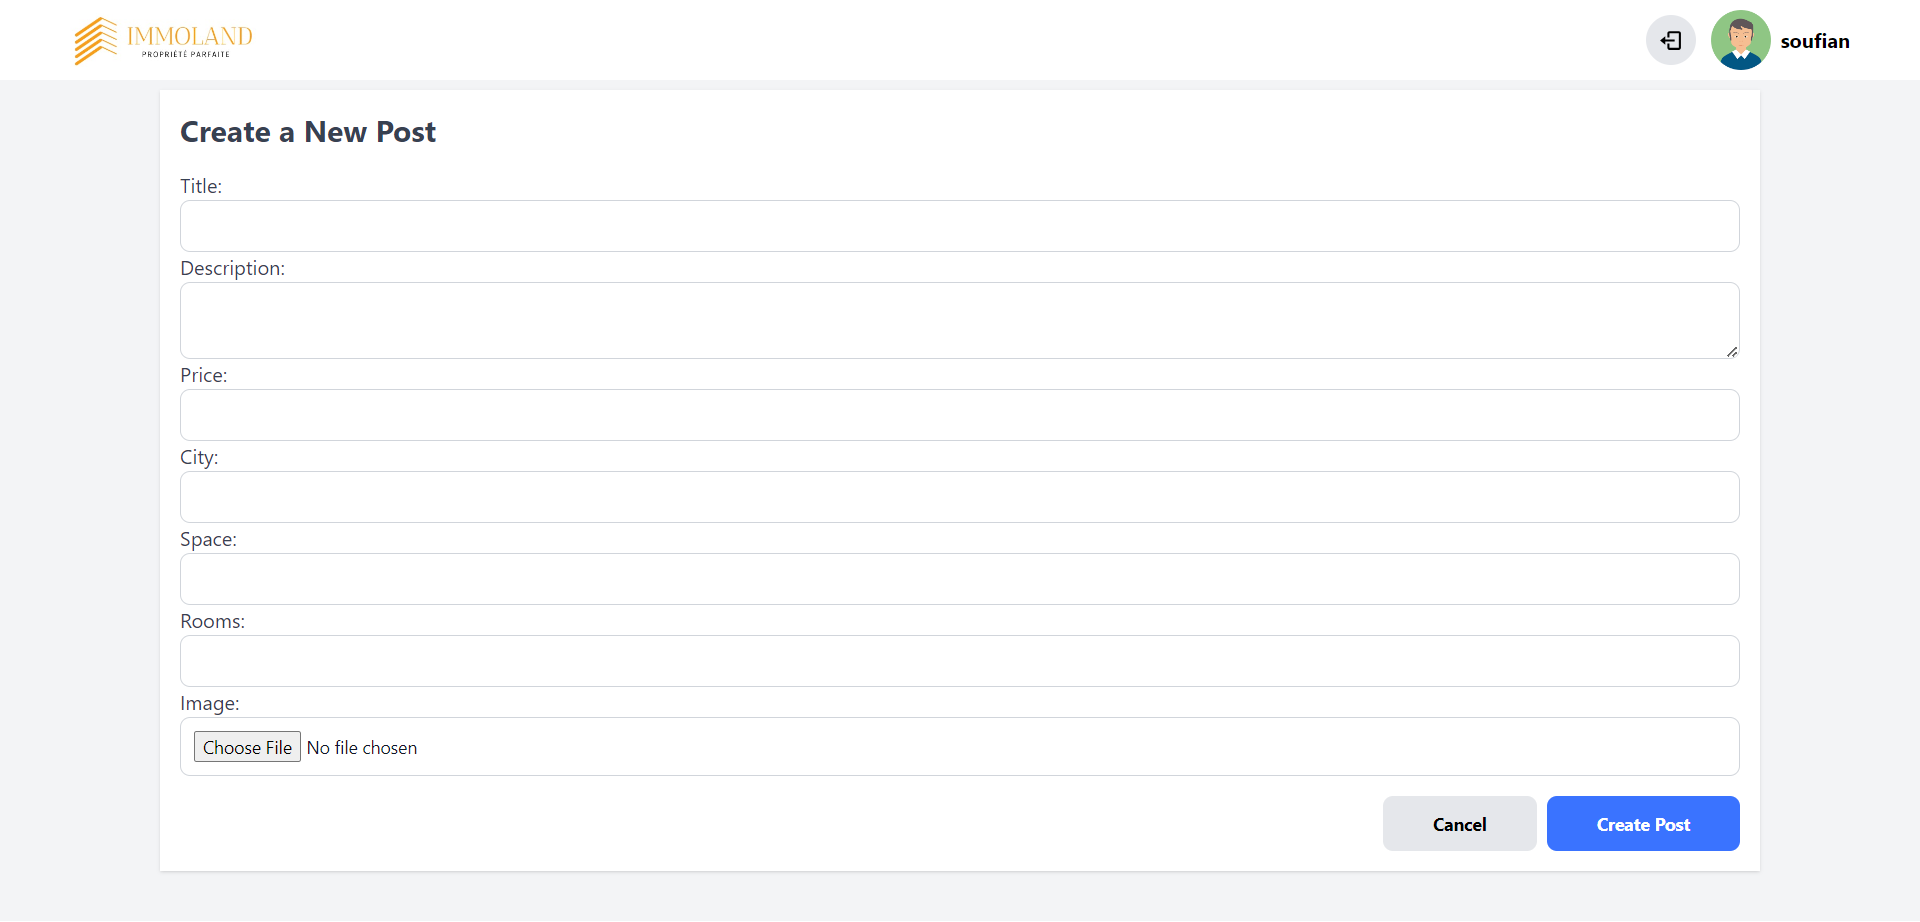 IMMOLAND
PROPRIÉTÉ PARFAITE
soufian
Create a New Post
Title:
Description:
Price:
City:
Space:
Rooms:
Image:
Choose File No file chosen
Cancel
Create Post